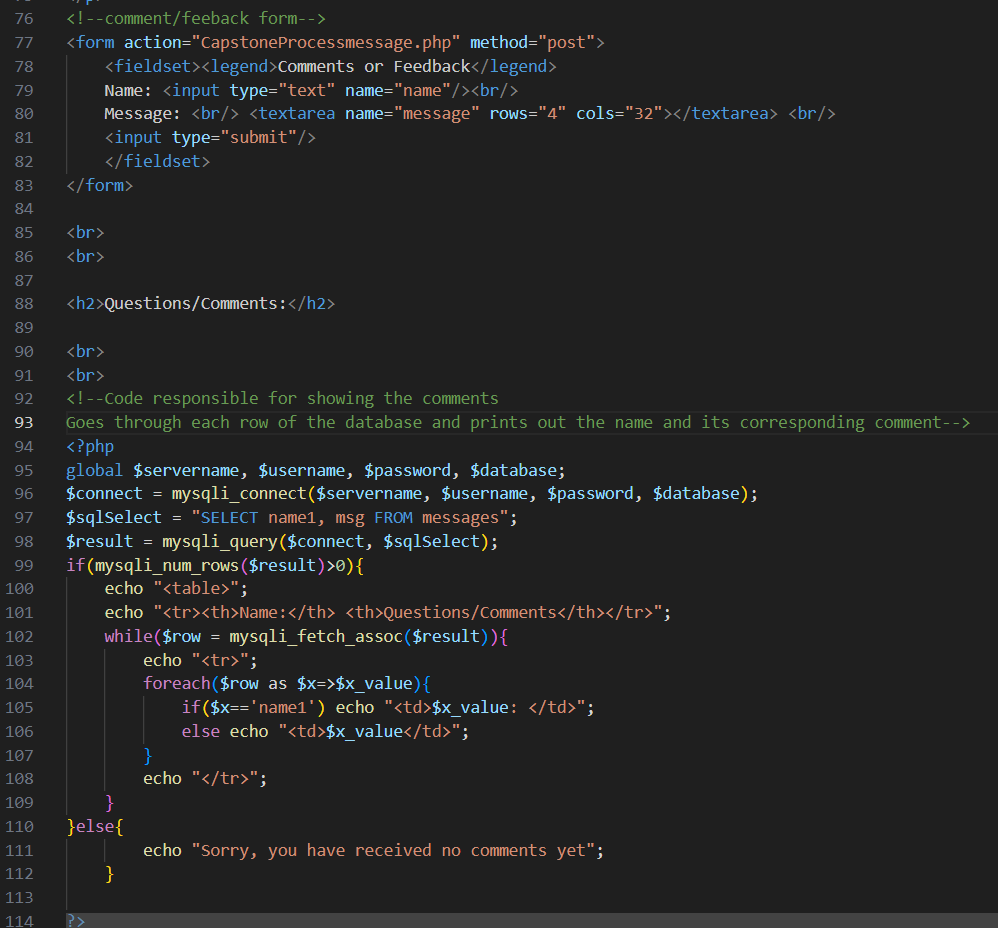 76 <!--comment/feeback form-->
77 <form action="CapstoneProcessmessage.php" method="post">
78     <fieldset><legend>Comments or Feedback</legend>
79     Name: <input type="text" name="name"/><br/>
80     Message: <br/> <textarea name="message" rows="4" cols="32"></textarea> <br/>
81     <input type="submit"/>
82     </fieldset>
83 </form>
84
85 <br>
86 <br>
87
88 <h2>Questions/Comments:</h2>
89
90 <br>
91 <br>
92 <!--Code responsible for showing the comments
93 Goes through each row of the database and prints out the name and its corresponding comment-->
94 <?php
95 global $servername, $username, $password, $database;
96 $connect = mysqli_connect($servername, $username, $password, $database);
97 $sqlSelect = "SELECT name1, msg FROM messages";
98 $result = mysqli_query($connect, $sqlSelect);
99 if(mysqli_num_rows($result)>0){
100     echo "<table>";
101     echo "<tr><th>Name:</th> <th>Questions/Comments</th></tr>";
102     while($row = mysqli_fetch_assoc($result)){
103         echo "<tr>";
104         foreach($row as $x=>$x_value){
105             if($x=='name1') echo "<td>$x_value: </td>";
106             else echo "<td>$x_value</td>";
107         }
108         echo "</tr>";
109     }
110 }else{
111         echo "Sorry, you have received no comments yet";
112     }
113
114 ?>